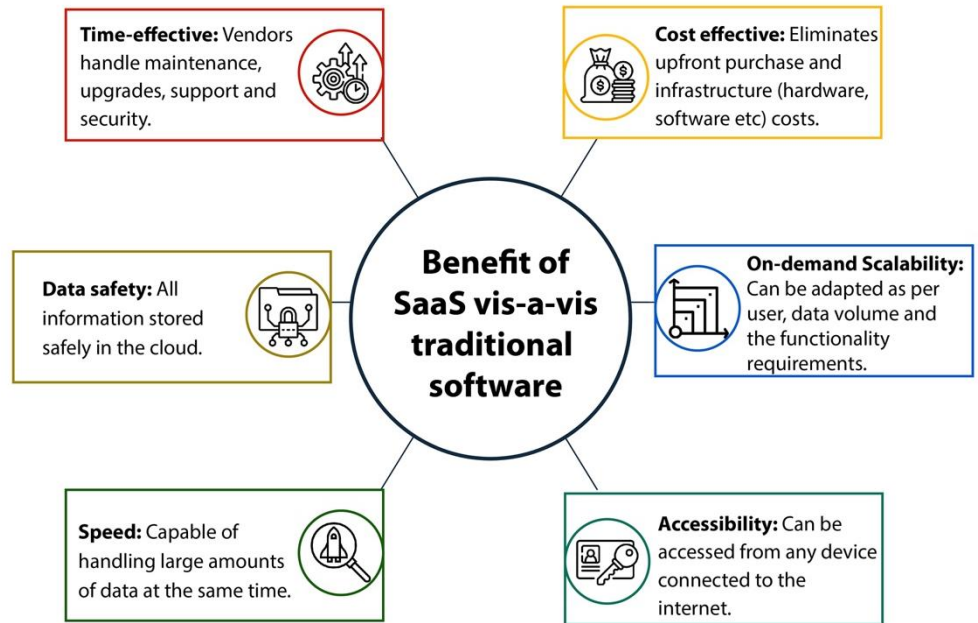 Time-effective: Vendors
handle maintenance,
upgrades, support and
security.
Cost effective: Eliminates
upfront purchase and
infrastructure (hardware,
software etc) costs.
Data safety: All
information stored
safely in the cloud.
Benefit of
SaaS vis-a-vis
traditional
software
On-demand Scalability:
Can be adapted as per
user, data volume and
the functionality
requirements.
Speed: Capable of
handling large amounts
of data at the same time.
Accessibility: Can be
accessed from any device
connected to the
internet.